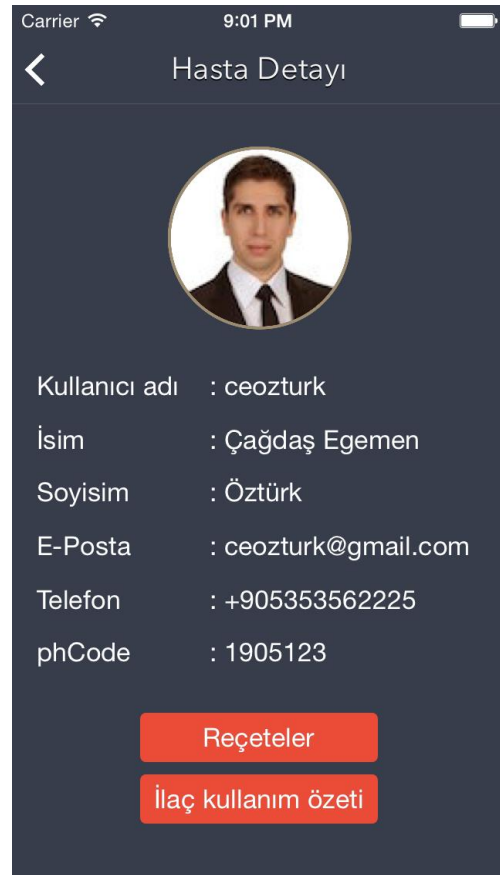 Carrier 9:01 PM
Hasta Detayı
Kullanıcı adı : ceozturk
İsim : Çağdaş Egemen
Soyisim : Öztürk
E-Posta : ceozturk@gmail.com
Telefon : +905353562225
phCode : 1905123
Reçeteler
İlaç kullanım özeti